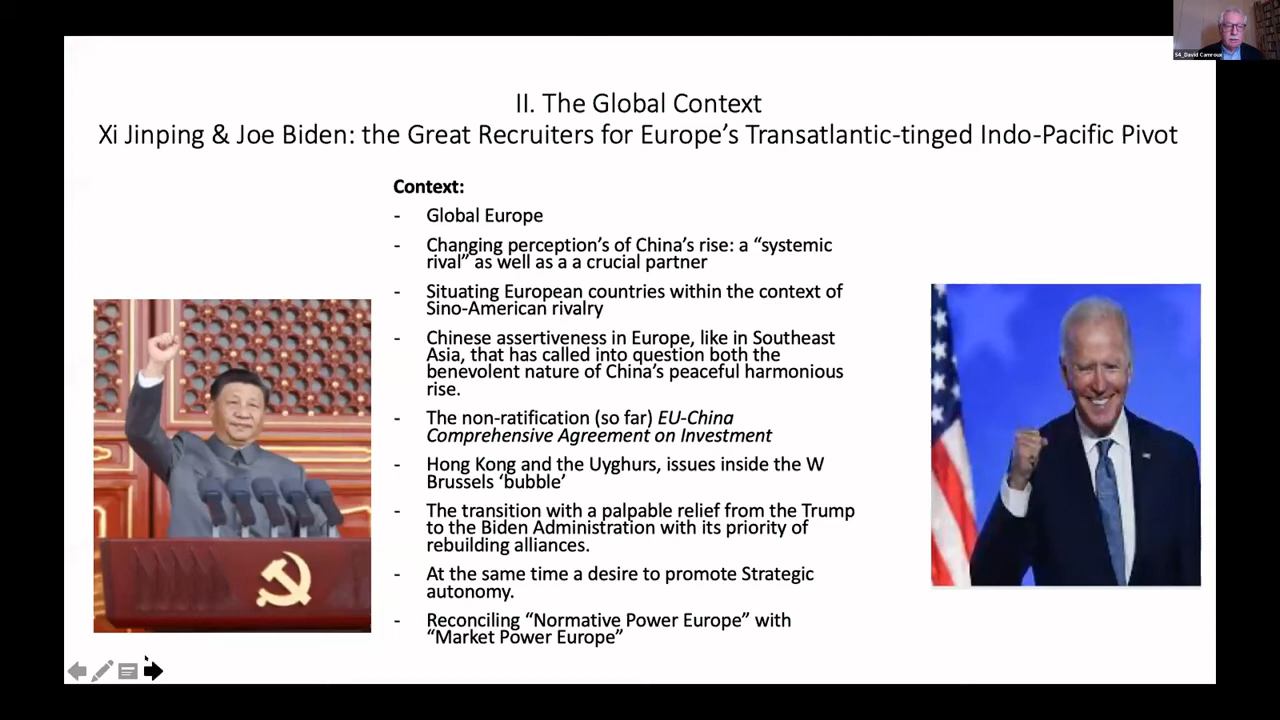 S4_David Camroux
II. The Global Context
Xi Jinping & Joe Biden: the Great Recruiters for Europe's Transatlantic-tinged Indo-Pacific Pivot
Context:
- Global Europe
- Changing perception's of China's rise: a “systemic
rival” as well as a a crucial partner
- Situating European countries within the context of
Sino-American rivalry
- Chinese assertiveness in Europe, like in Southeast
Asia, that has called into question both the
benevolent nature of China's peaceful harmonious
rise.
- The non-ratification (so far) EU-China
Comprehensive Agreement on Investment
- Hong Kong and the Uyghurs, issues inside the W
Brussels ‘bubble’
- The transition with a palpable relief from the Trump
to the Biden Administration with its priority of
rebuilding alliances.
- At the same time a desire to promote Strategic
autonomy.
- Reconciling “Normative Power Europe” with
“Market Power Europe”